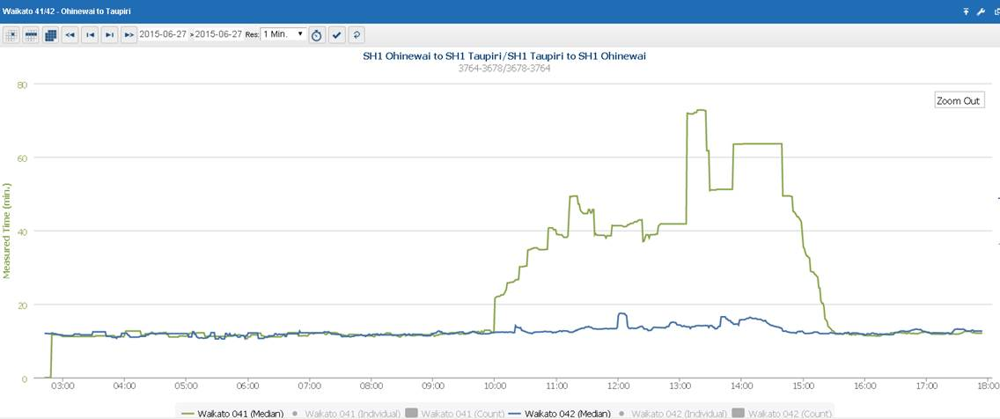 Waikato 41/42 - Ohinewai to Taupiri
2015-06-27 > 2015-06-27 Res: 1 Min.
SH1 Ohinewai to SH1 Taupiri/SH1 Taupiri to SH1 Ohinewai
3764-3678/3678-3764
Zoom Out
Measured Time (min.)
80
60
40
20
0
03:00 04:00 05:00 06:00 07:00 08:00 09:00 10:00 11:00 12:00 13:00 14:00 15:00 16:00 17:00 18:00
Waikato 041 (Median) Waikato 041 (Individual) Waikato 041 (Count) Waikato 042 (Median) Waikato 042 (Individual) Waikato 042 (Count)